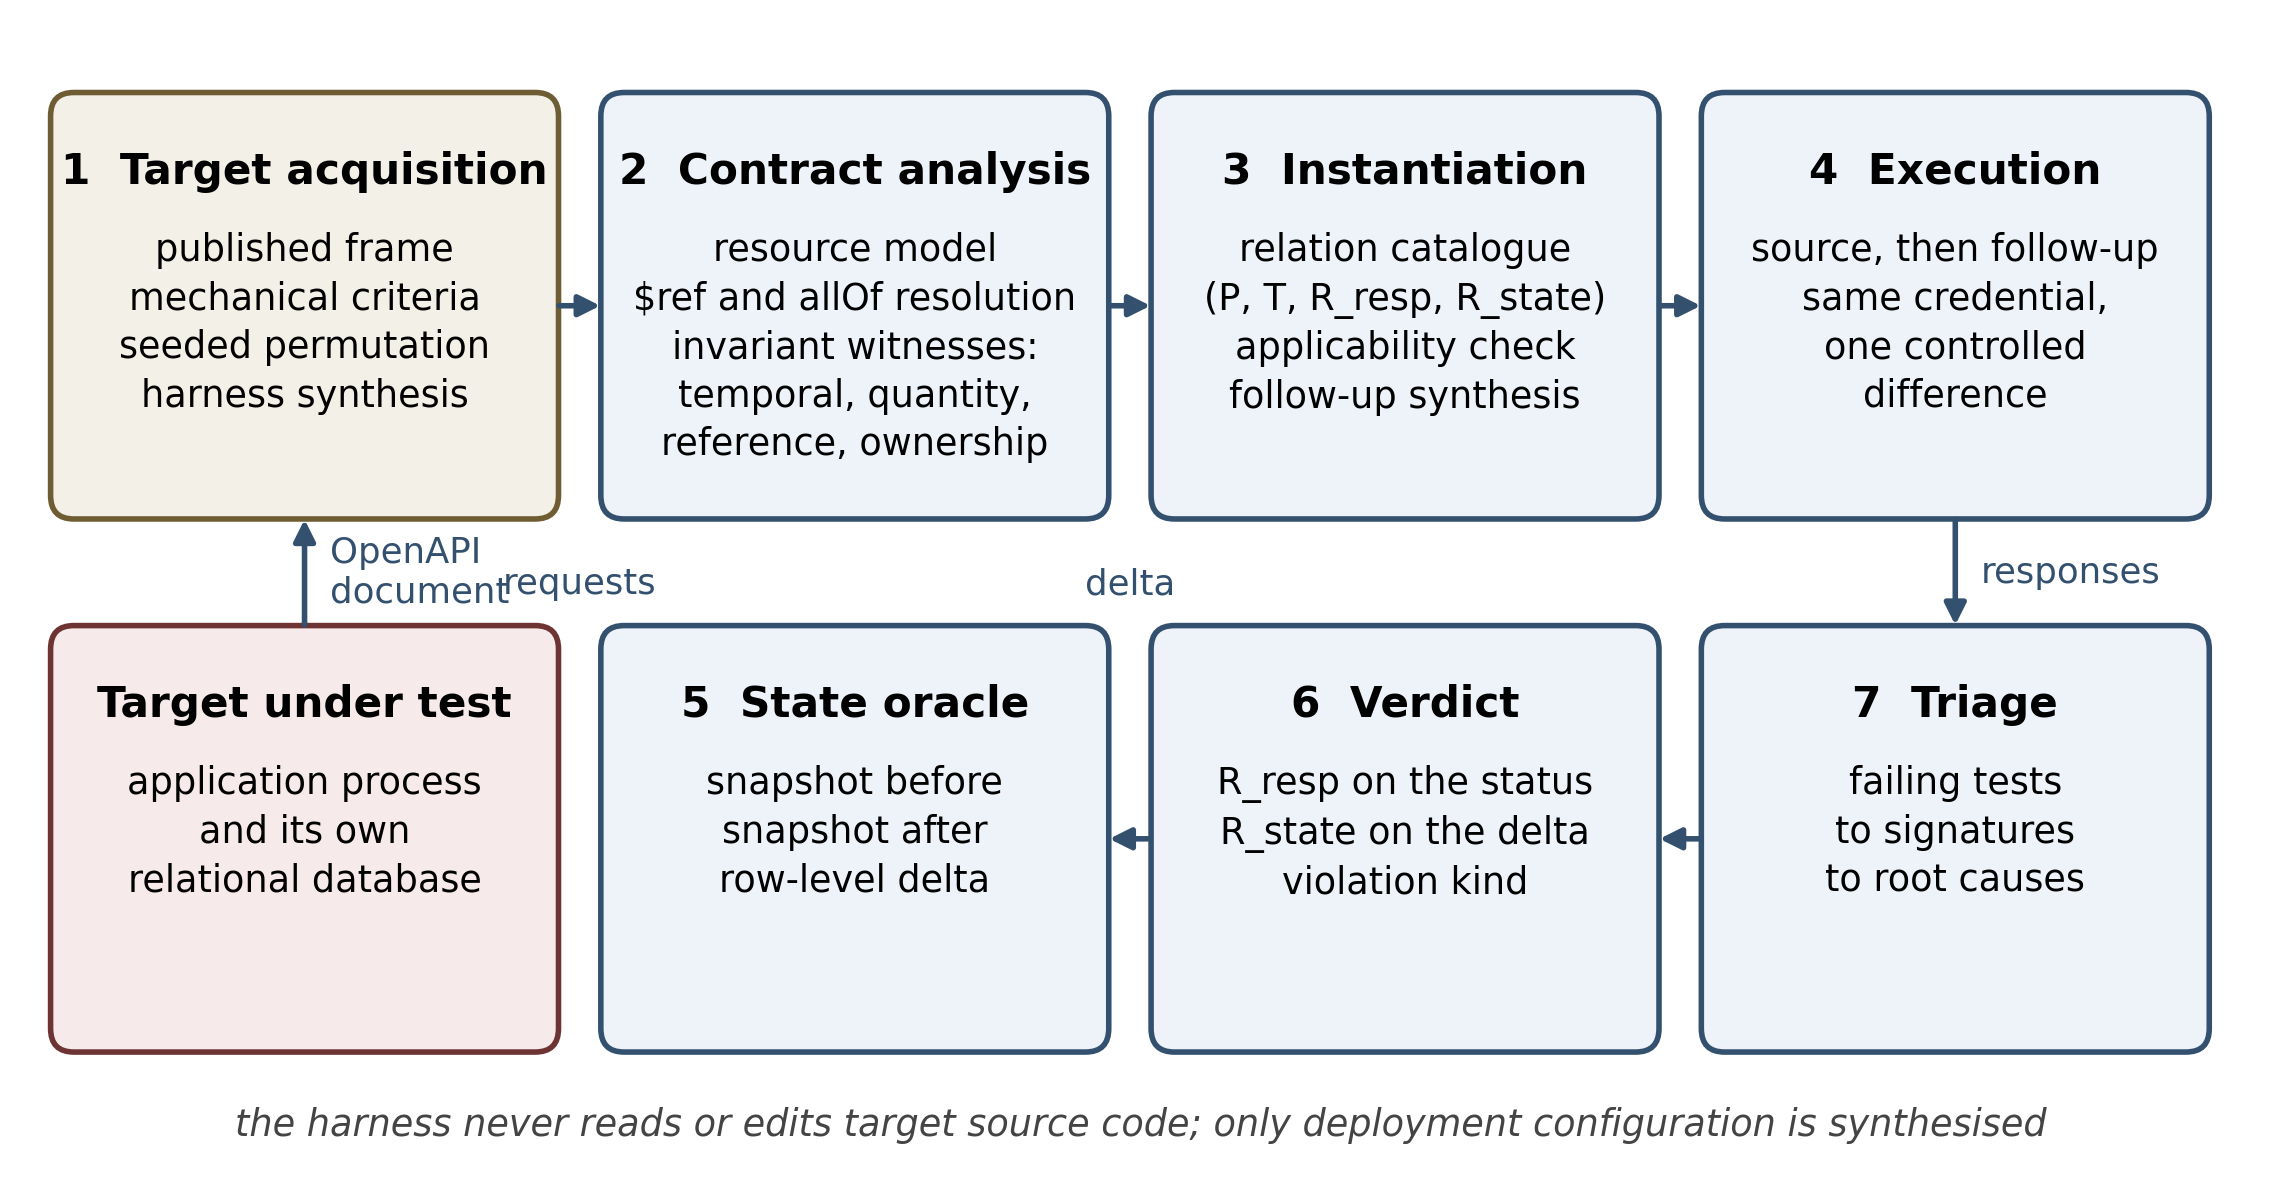 1  Target acquisition
published frame
mechanical criteria
seeded permutation
harness synthesis
2  Contract analysis
resource model
$ref and allOf resolution
invariant witnesses:
temporal, quantity,
reference, ownership
3  Instantiation
relation catalogue
(P, T, R_resp, R_state)
applicability check
follow-up synthesis
4  Execution
source, then follow-up
same credential,
one controlled
difference
OpenAPI
document
requests
delta
responses
Target under test
application process
and its own
relational database
5  State oracle
snapshot before
snapshot after
row-level delta
6  Verdict
R_resp on the status
R_state on the delta
violation kind
7  Triage
failing tests
to signatures
to root causes
the harness never reads or edits target source code; only deployment configuration is synthesised